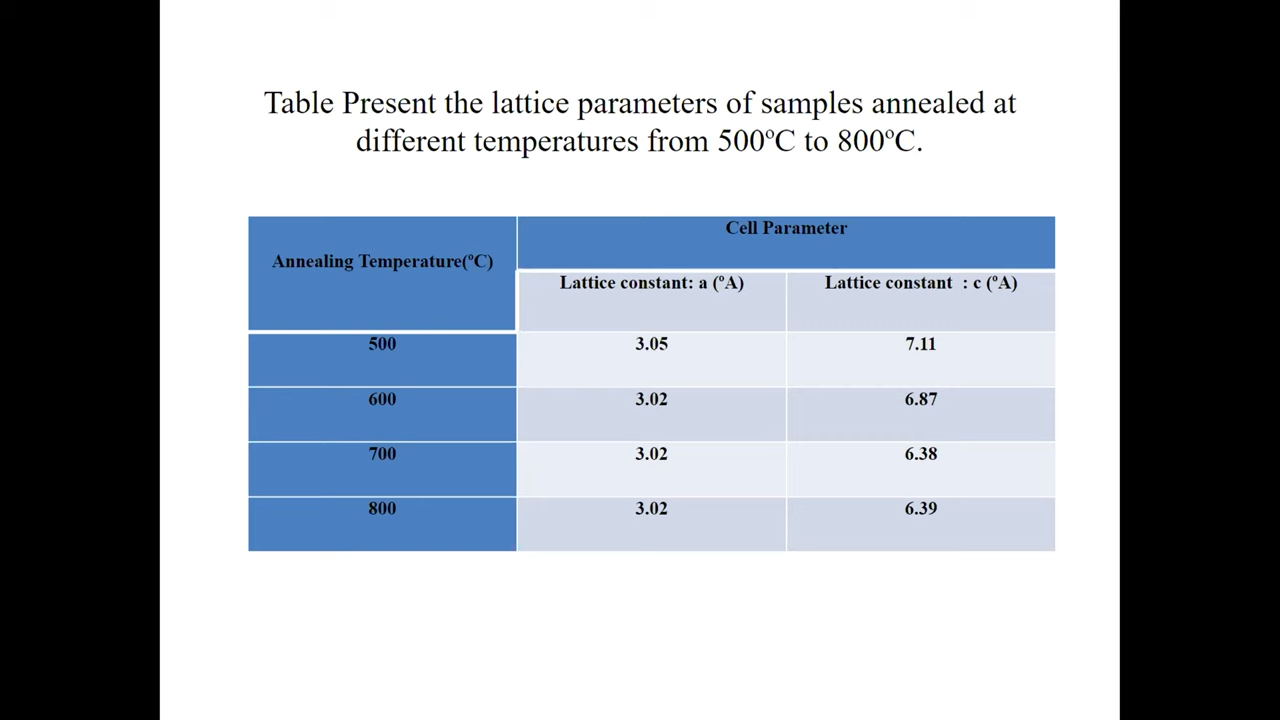 Table Present the lattice parameters of samples annealed at
different temperatures from 500ºC to 800ºC.
Annealing Temperature(ºC)
Cell Parameter
Lattice constant: a (ºA)
Lattice constant  : c (ºA)
500
3.05
7.11
600
3.02
6.87
700
3.02
6.38
800
3.02
6.39